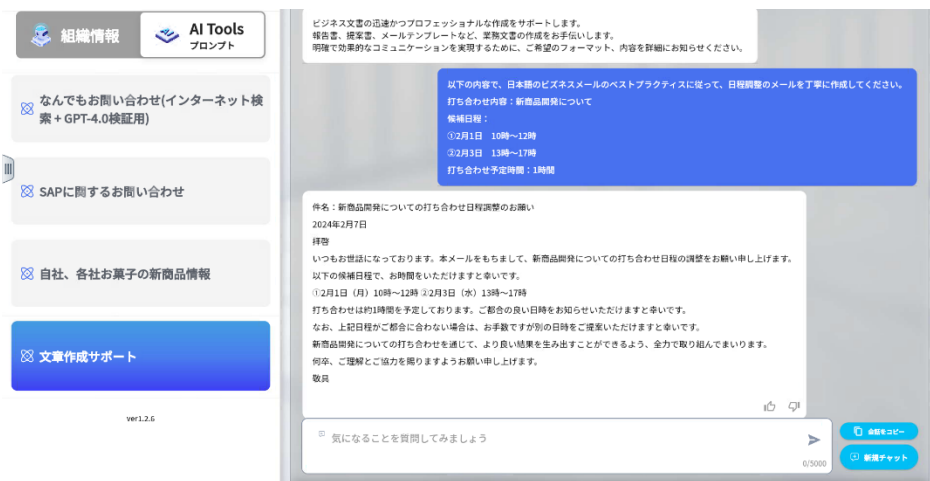 組織情報
AI Tools
プロンプト
なんでもお問い合わせ(インターネット検
索+GPT-4.0検証用)
SAPに関するお問い合わせ
自社、各社お菓子の新商品情報
文章作成サポート
ver1.2.6
ビジネス文書の迅速かつプロフェッショナルな作成をサポートします。
報告書、提案書、メールテンプレートなど、業務文書の作成をお手伝いします。
明確で効果的なコミュニケーションを実現するために、ご希望のフォーマット、内容を詳細にお知らせください。
以下の内容で、日本語のビズネスメールのベストプラクティスに従って、日程調整のメールを丁寧に作成してください。
打ち合わせ内容：新商品開発について
候補日程：
①2月1日　10時～12時
②2月3日　13時～17時
打ち合わせ予定時間：1時間
件名：新商品開発についての打ち合わせ日程調整のお願い
2024年2月7日
拝啓
いつもお世話になっております。本メールをもちまして、新商品開発についての打ち合わせ日程の調整をお願い申し上げます。
以下の候補日程で、お時間をいただけますと幸いです。
①2月1日（月）10時～12時 ②2月3日（水）13時～17時
打ち合わせは約1時間を予定しております。ご都合の良い日時をお知らせいただけますと幸いです。
なお、上記日程がご都合に合わない場合は、お手数ですが別の日時をご提案いただけますと幸いです。
新商品開発についての打ち合わせを通じて、より良い結果を生み出すことができるよう、全力で取り組んでまいります。
何卒、ご理解とご協力を賜りますようお願い申し上げます。
敬具
気になることを質問してみましょう
0/5000
会話をコピー
新規チャット